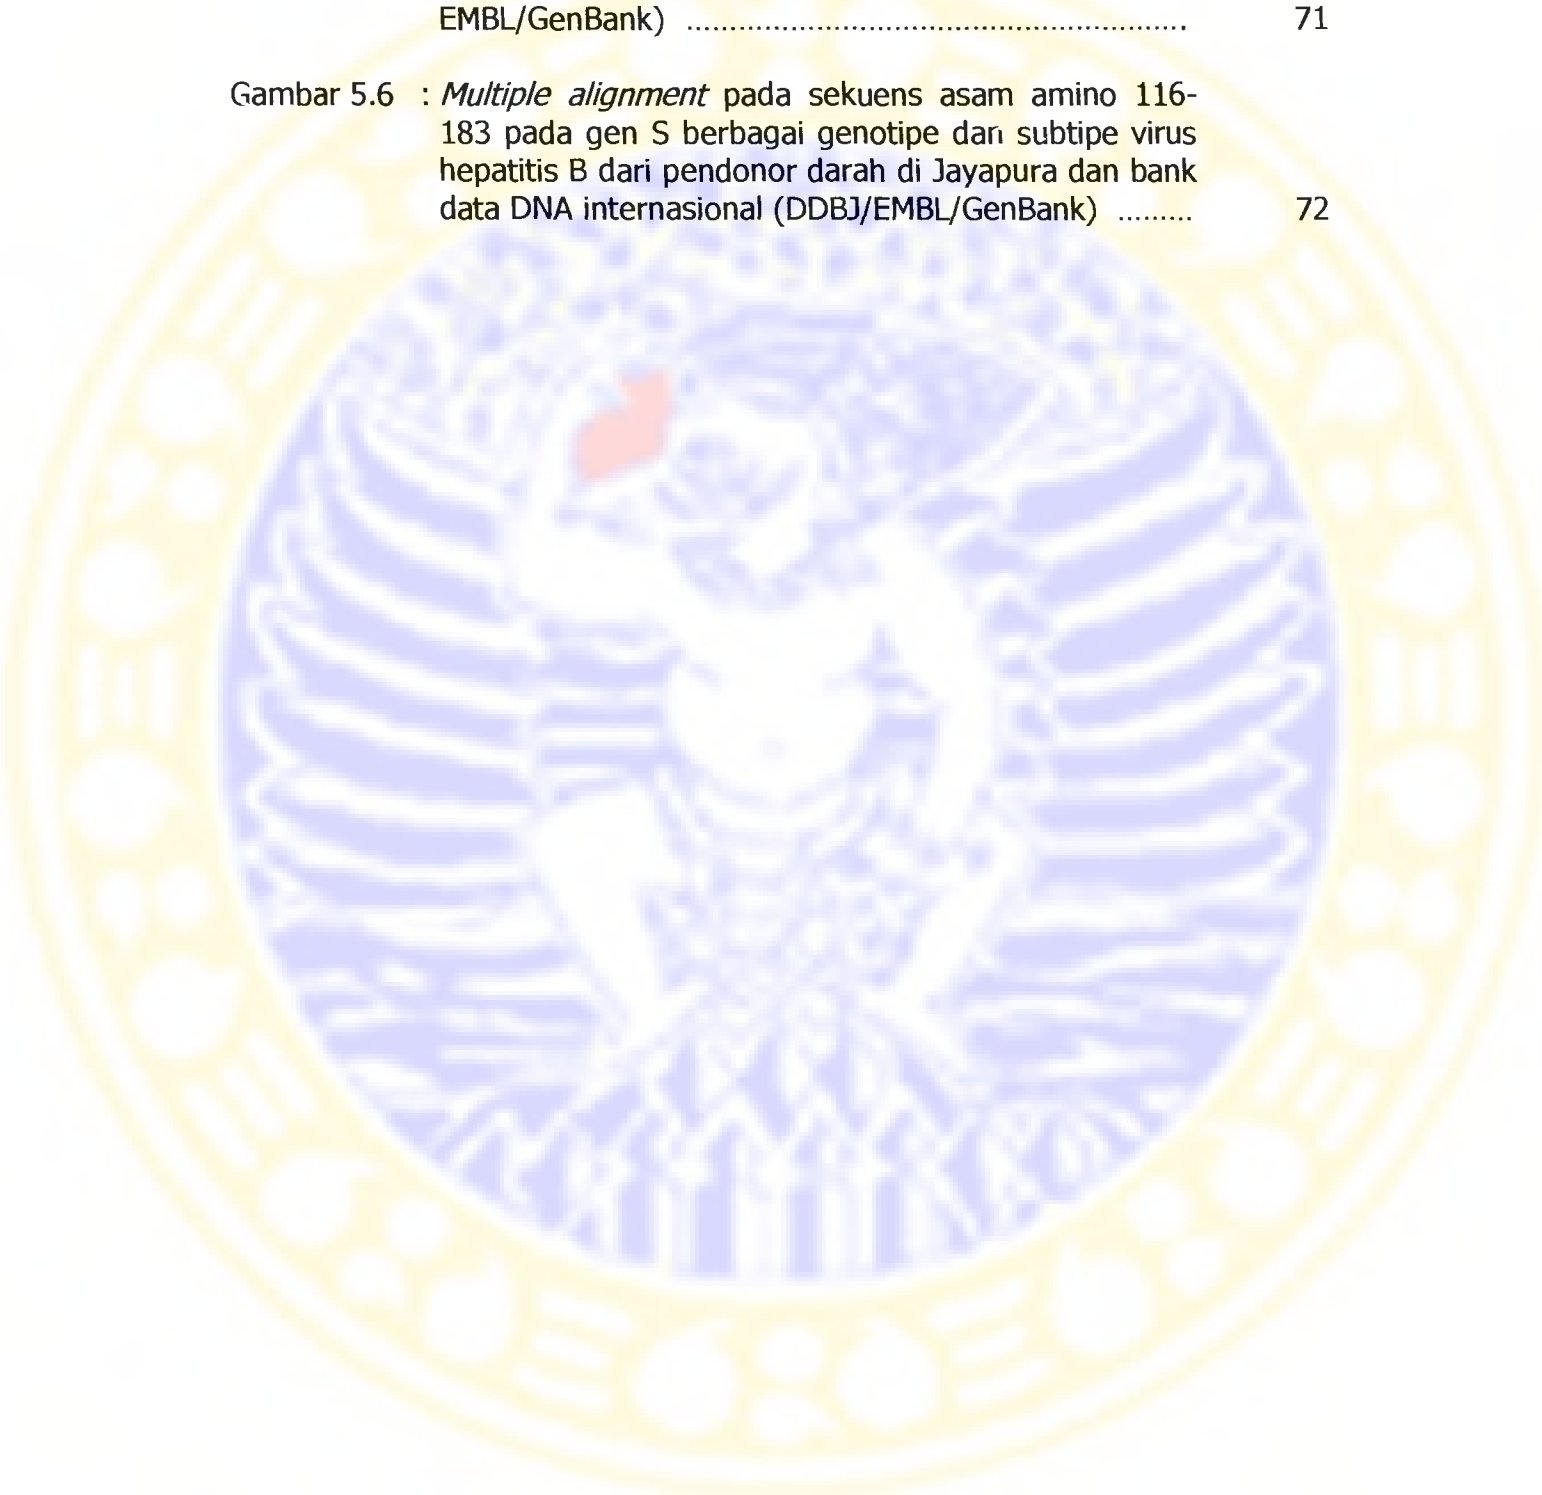 EMBL/GenBank) ........................................................... 71
Gambar 5.6 : Multiple alignment pada sekuens asam amino 116-
183 pada gen S berbagai genotipe dan subtipe virus
hepatitis B dari pendonor darah di Jayapura dan bank
data DNA internasional (DDBJ/EMBL/GenBank) ......... 72